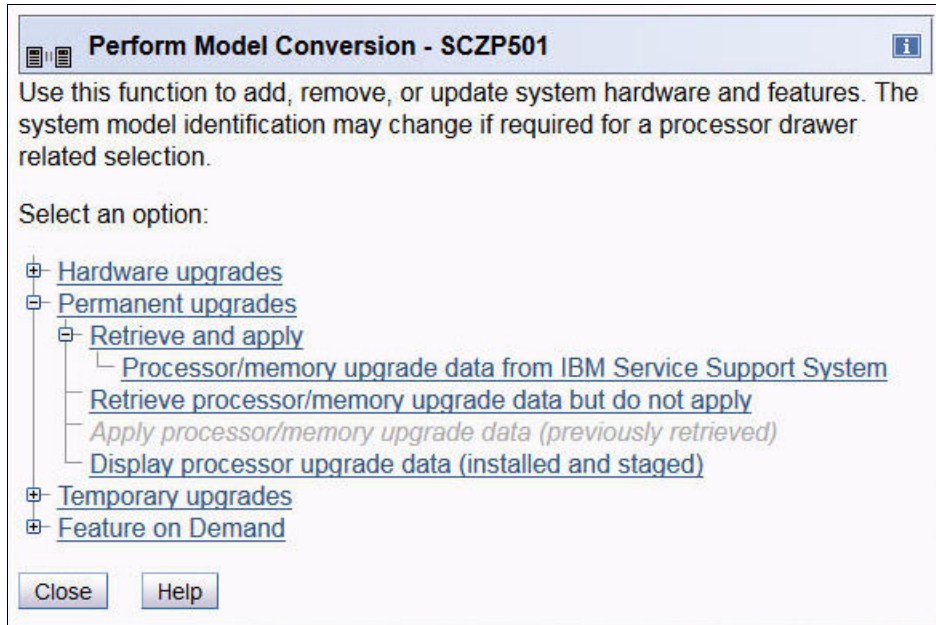 Perform Model Conversion - SCZP501
i
Use this function to add, remove, or update system hardware and features. The
system model identification may change if required for a processor drawer
related selection.
Select an option:
Hardware upgrades
Permanent upgrades
Retrieve and apply
Processor/memory upgrade data from IBM Service Support System
Retrieve processor/memory upgrade data but do not apply
Apply processor/memory upgrade data (previously retrieved)
Display processor upgrade data (installed and staged)
Temporary upgrades
Feature on Demand
Close Help